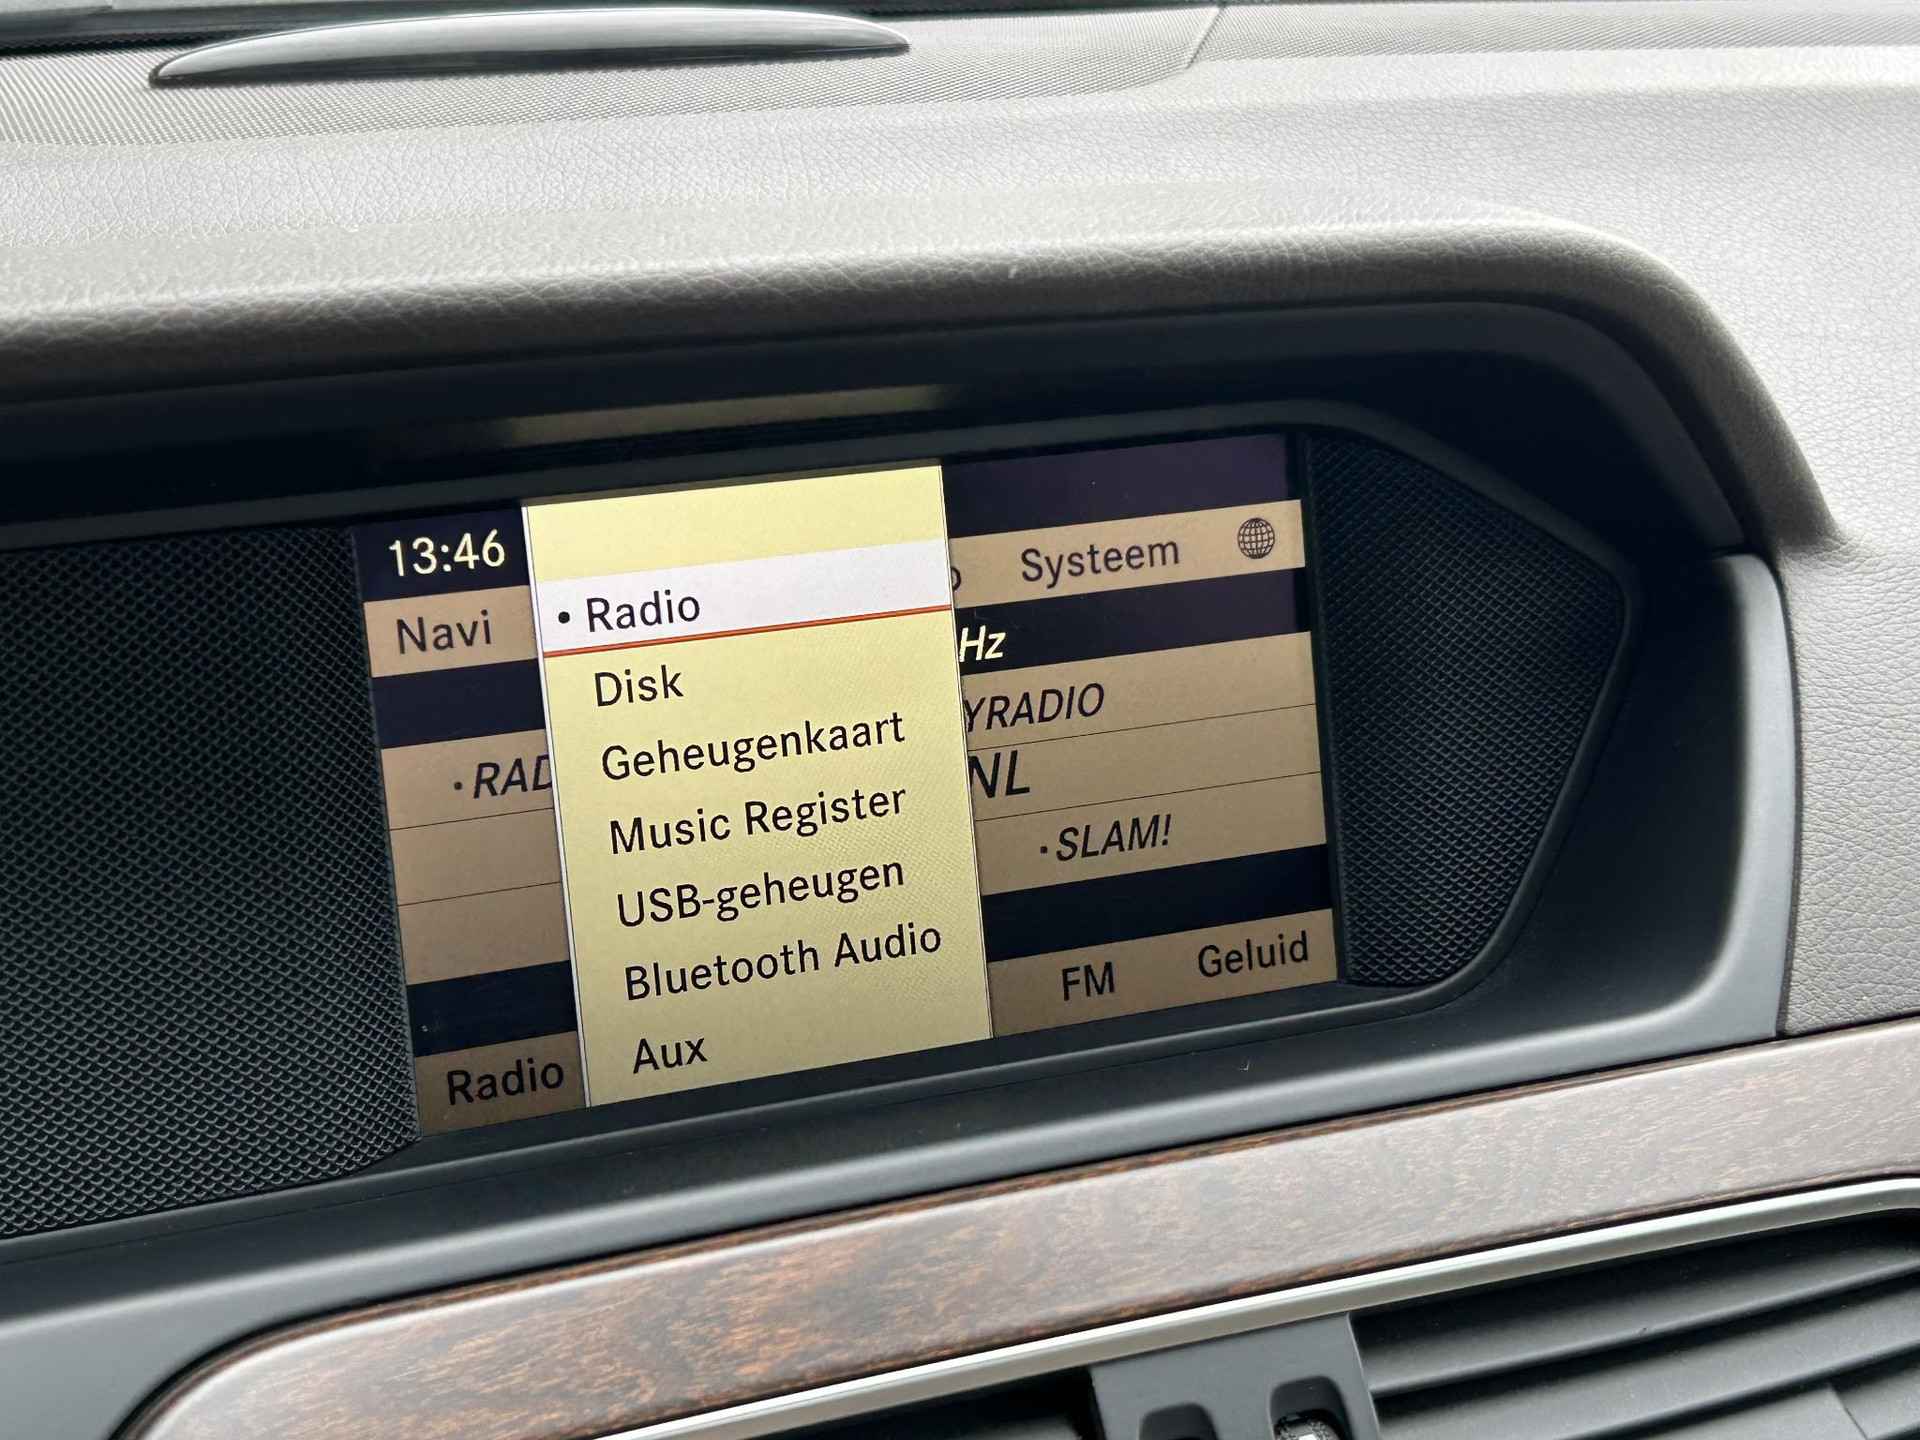 13:46
Navi
Systeem
• Radio
Disk
Geheugenkaart
Music Register
USB-geheugen
Bluetooth Audio
Aux
Hz
YRADIO
•RAD
NL
•SLAM!
Radio
FM
Geluid